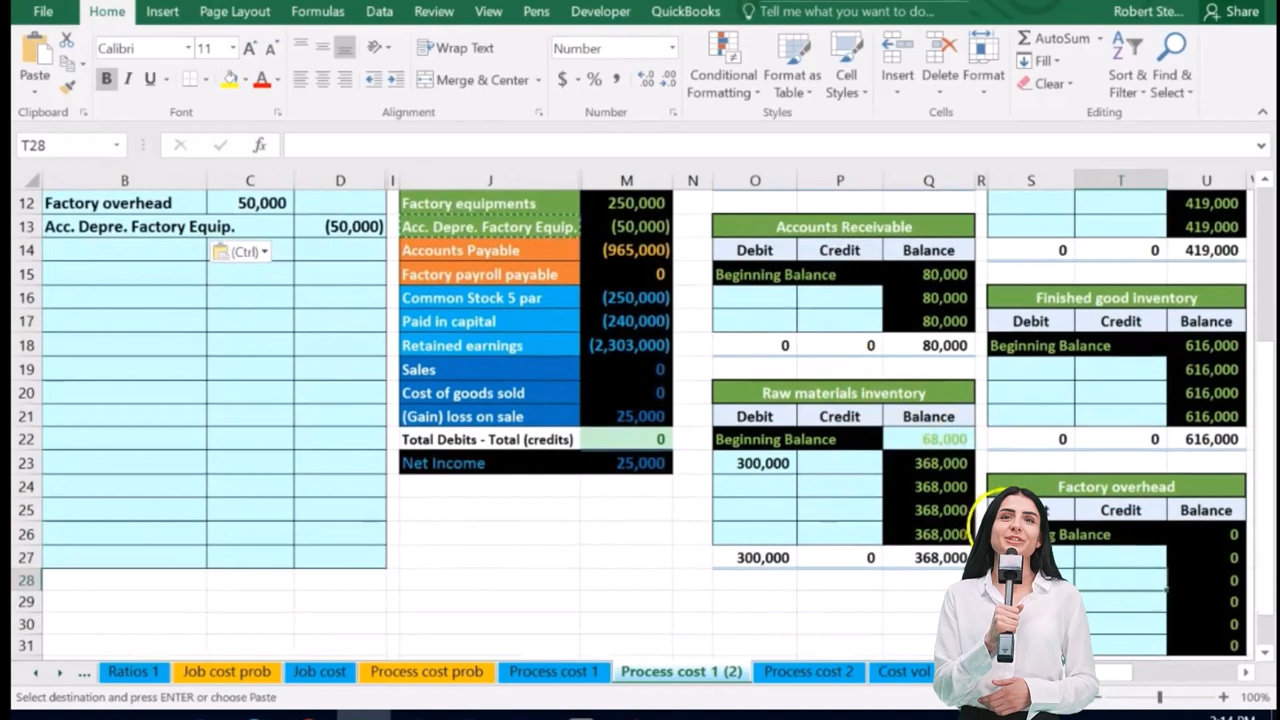 File Home Insert Page Layout Formulas Data Review View Pens Developer QuickBooks Tell me what you want to do... Robert Ste... Share
Paste Calibri 11 Wrap Text Number Conditional Formatting Format as Table Cell Styles Insert Delete Format AutoSum Fill Clear Sort & Filter Find & Select
B I U A Merge & Center $ %
Clipboard Font Alignment Number Styles Cells Editing
T28 fx
B C D I J M N O P Q R S T U
12 Factory overhead 50,000 Factory equipments 250,000 419,000
13 Acc. Depre. Factory Equip. (50,000) Acc. Depre. Factory Equip. (50,000) Accounts Receivable 419,000
14 (Ctrl) Accounts Payable (965,000) Debit Credit Balance 0 0 419,000
15 Factory payroll payable 0 Beginning Balance 80,000
16 Common Stock 5 par (250,000) 80,000 Finished good inventory
17 Paid in capital (240,000) 80,000 Debit Credit Balance
18 Retained earnings (2,303,000) 0 0 80,000 Beginning Balance 616,000
19 Sales 0 616,000
20 Cost of goods sold 0 Raw materials inventory 616,000
21 (Gain) loss on sale 25,000 Debit Credit Balance 616,000
22 Total Debits - Total (credits) 0 Beginning Balance 68,000 0 0 616,000
23 Net Income 25,000 300,000 368,000
24 368,000 Factory overhead
25 368,000 Credit Balance
26 368,000 Balance 0
27 300,000 0 368,000 0
28 0
29 0
30 0
31 0
... Ratios 1 Job cost prob Job cost Process cost prob Process cost 1 Process cost 1 (2) Process cost 2 Cost vol
Select destination and press ENTER or choose Paste 100%